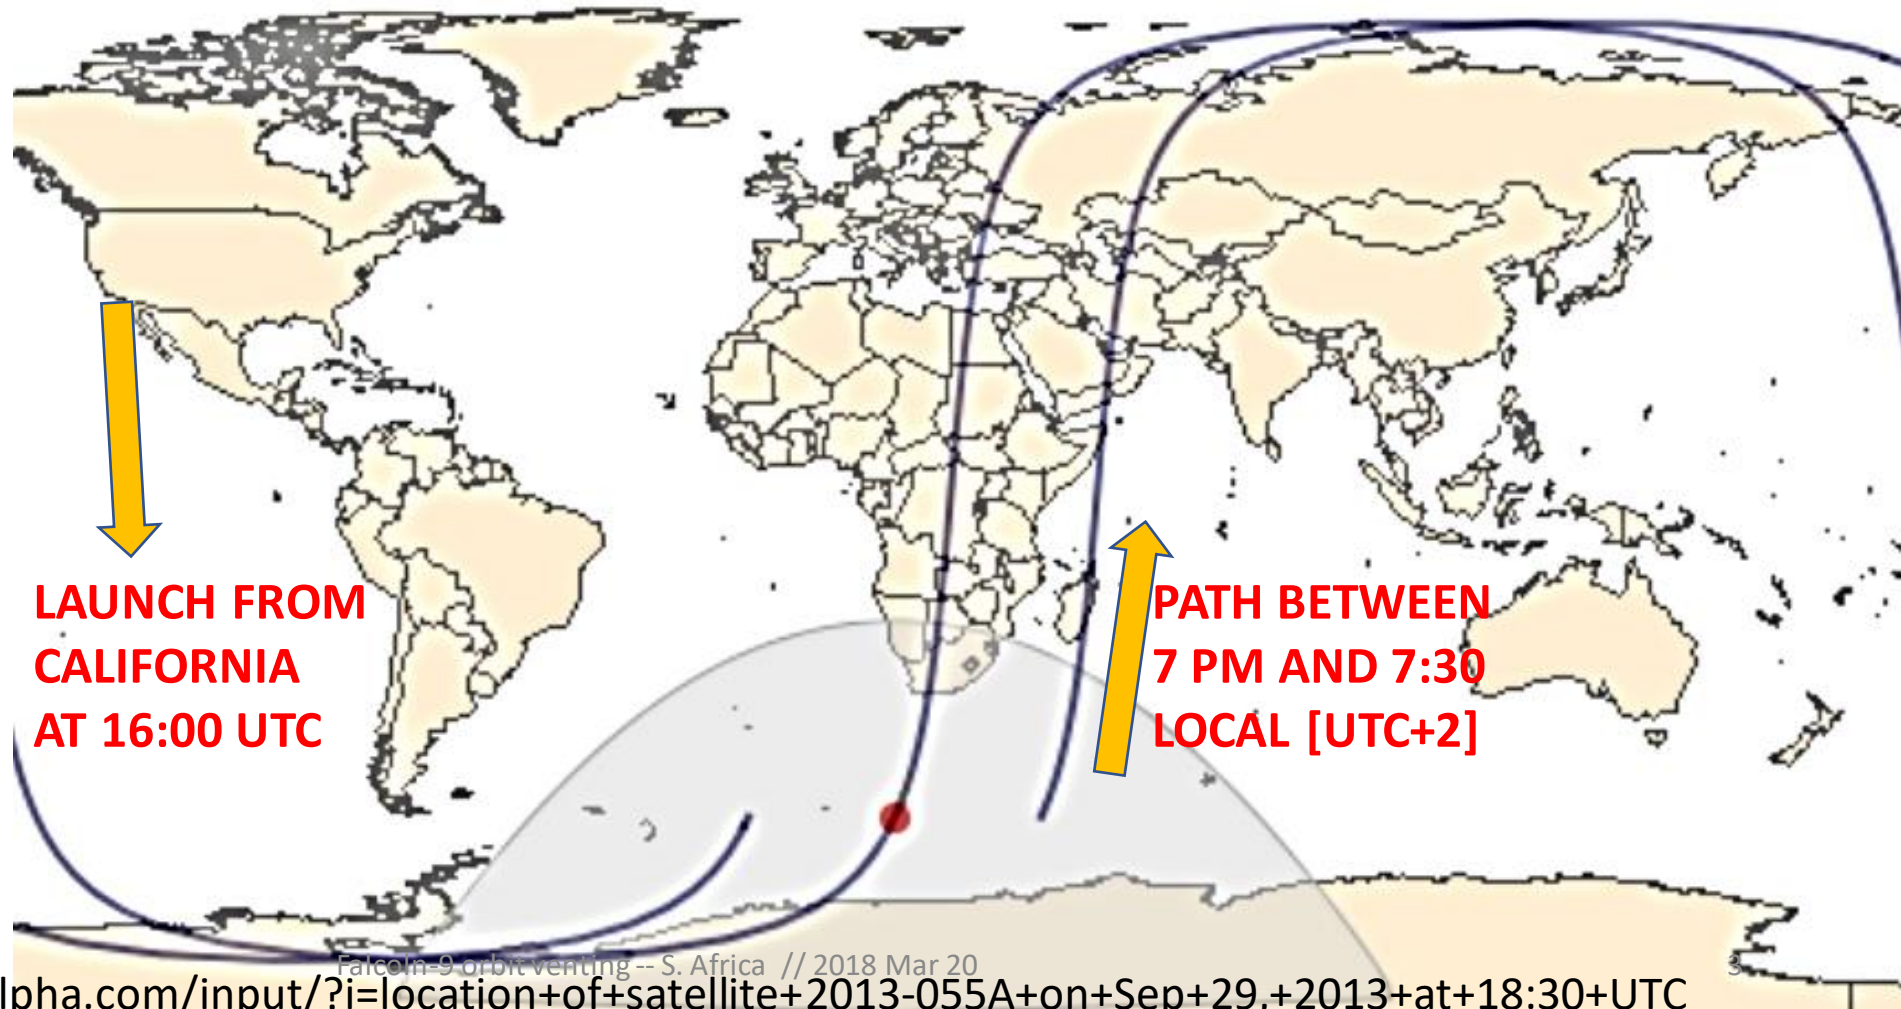 LAUNCH FROM
CALIFORNIA
AT 16:00 UTC
PATH BETWEEN
7 PM AND 7:30
LOCAL [UTC+2]
Falcoln-9 orbit venting -- S. Africa // 2018 Mar 20
3
lpha.com/input/?i=location+of+satellite+2013-055A+on+Sep+29,+2013+at+18:30+UTC